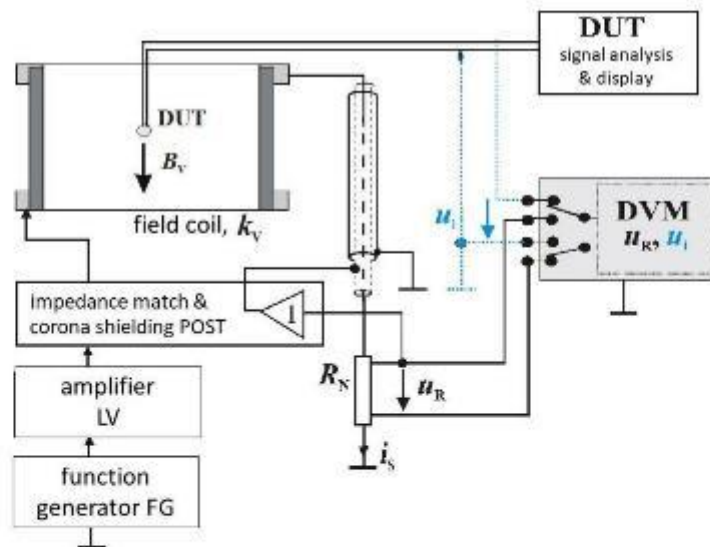 DUT
signal analysis
& display
DUT
B_v
field coil, k_v
u_i
DVM
u_R, u_i
impedance match &
corona shielding POST
1
R_N
u_R
amplifier
LV
i_s
function
generator FG